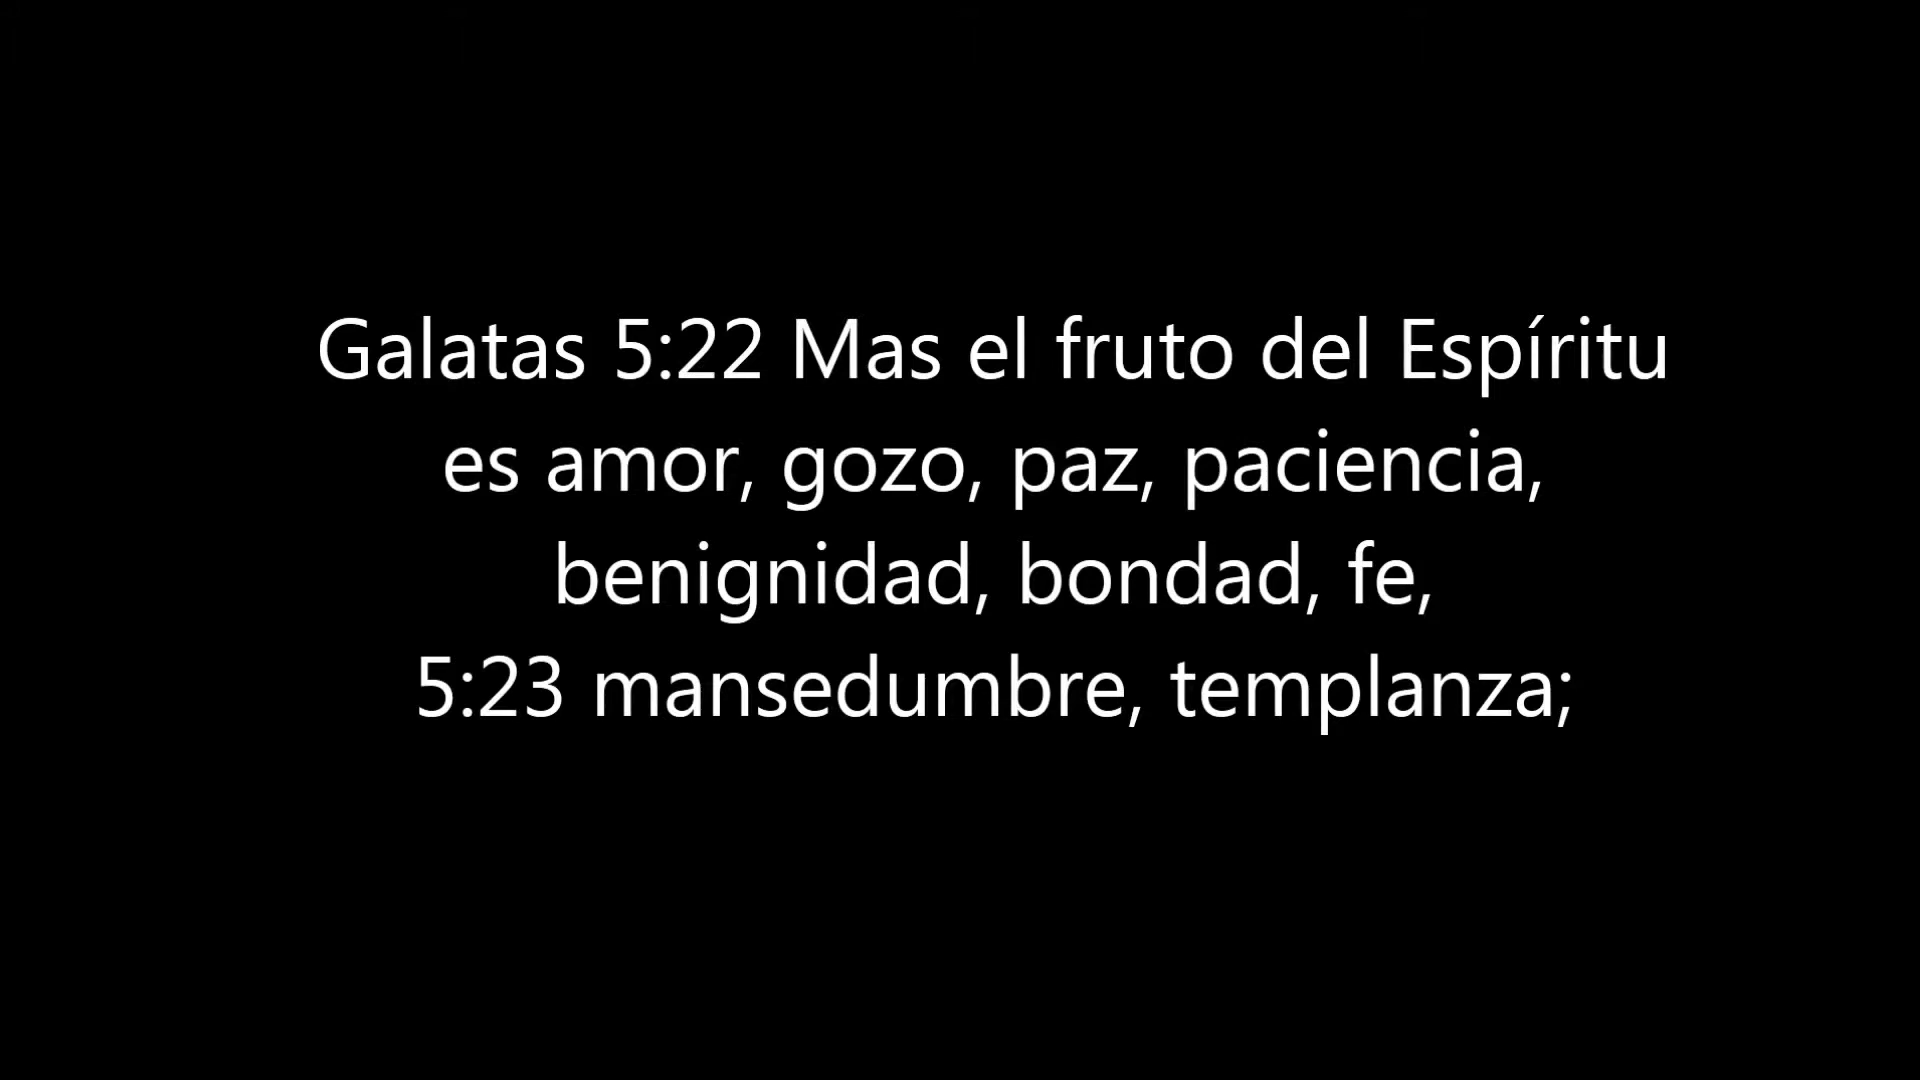 Galatas 5:22 Mas el fruto del Espíritu
es amor, gozo, paz, paciencia,
benignidad, bondad, fe,
5:23 mansedumbre, templanza;